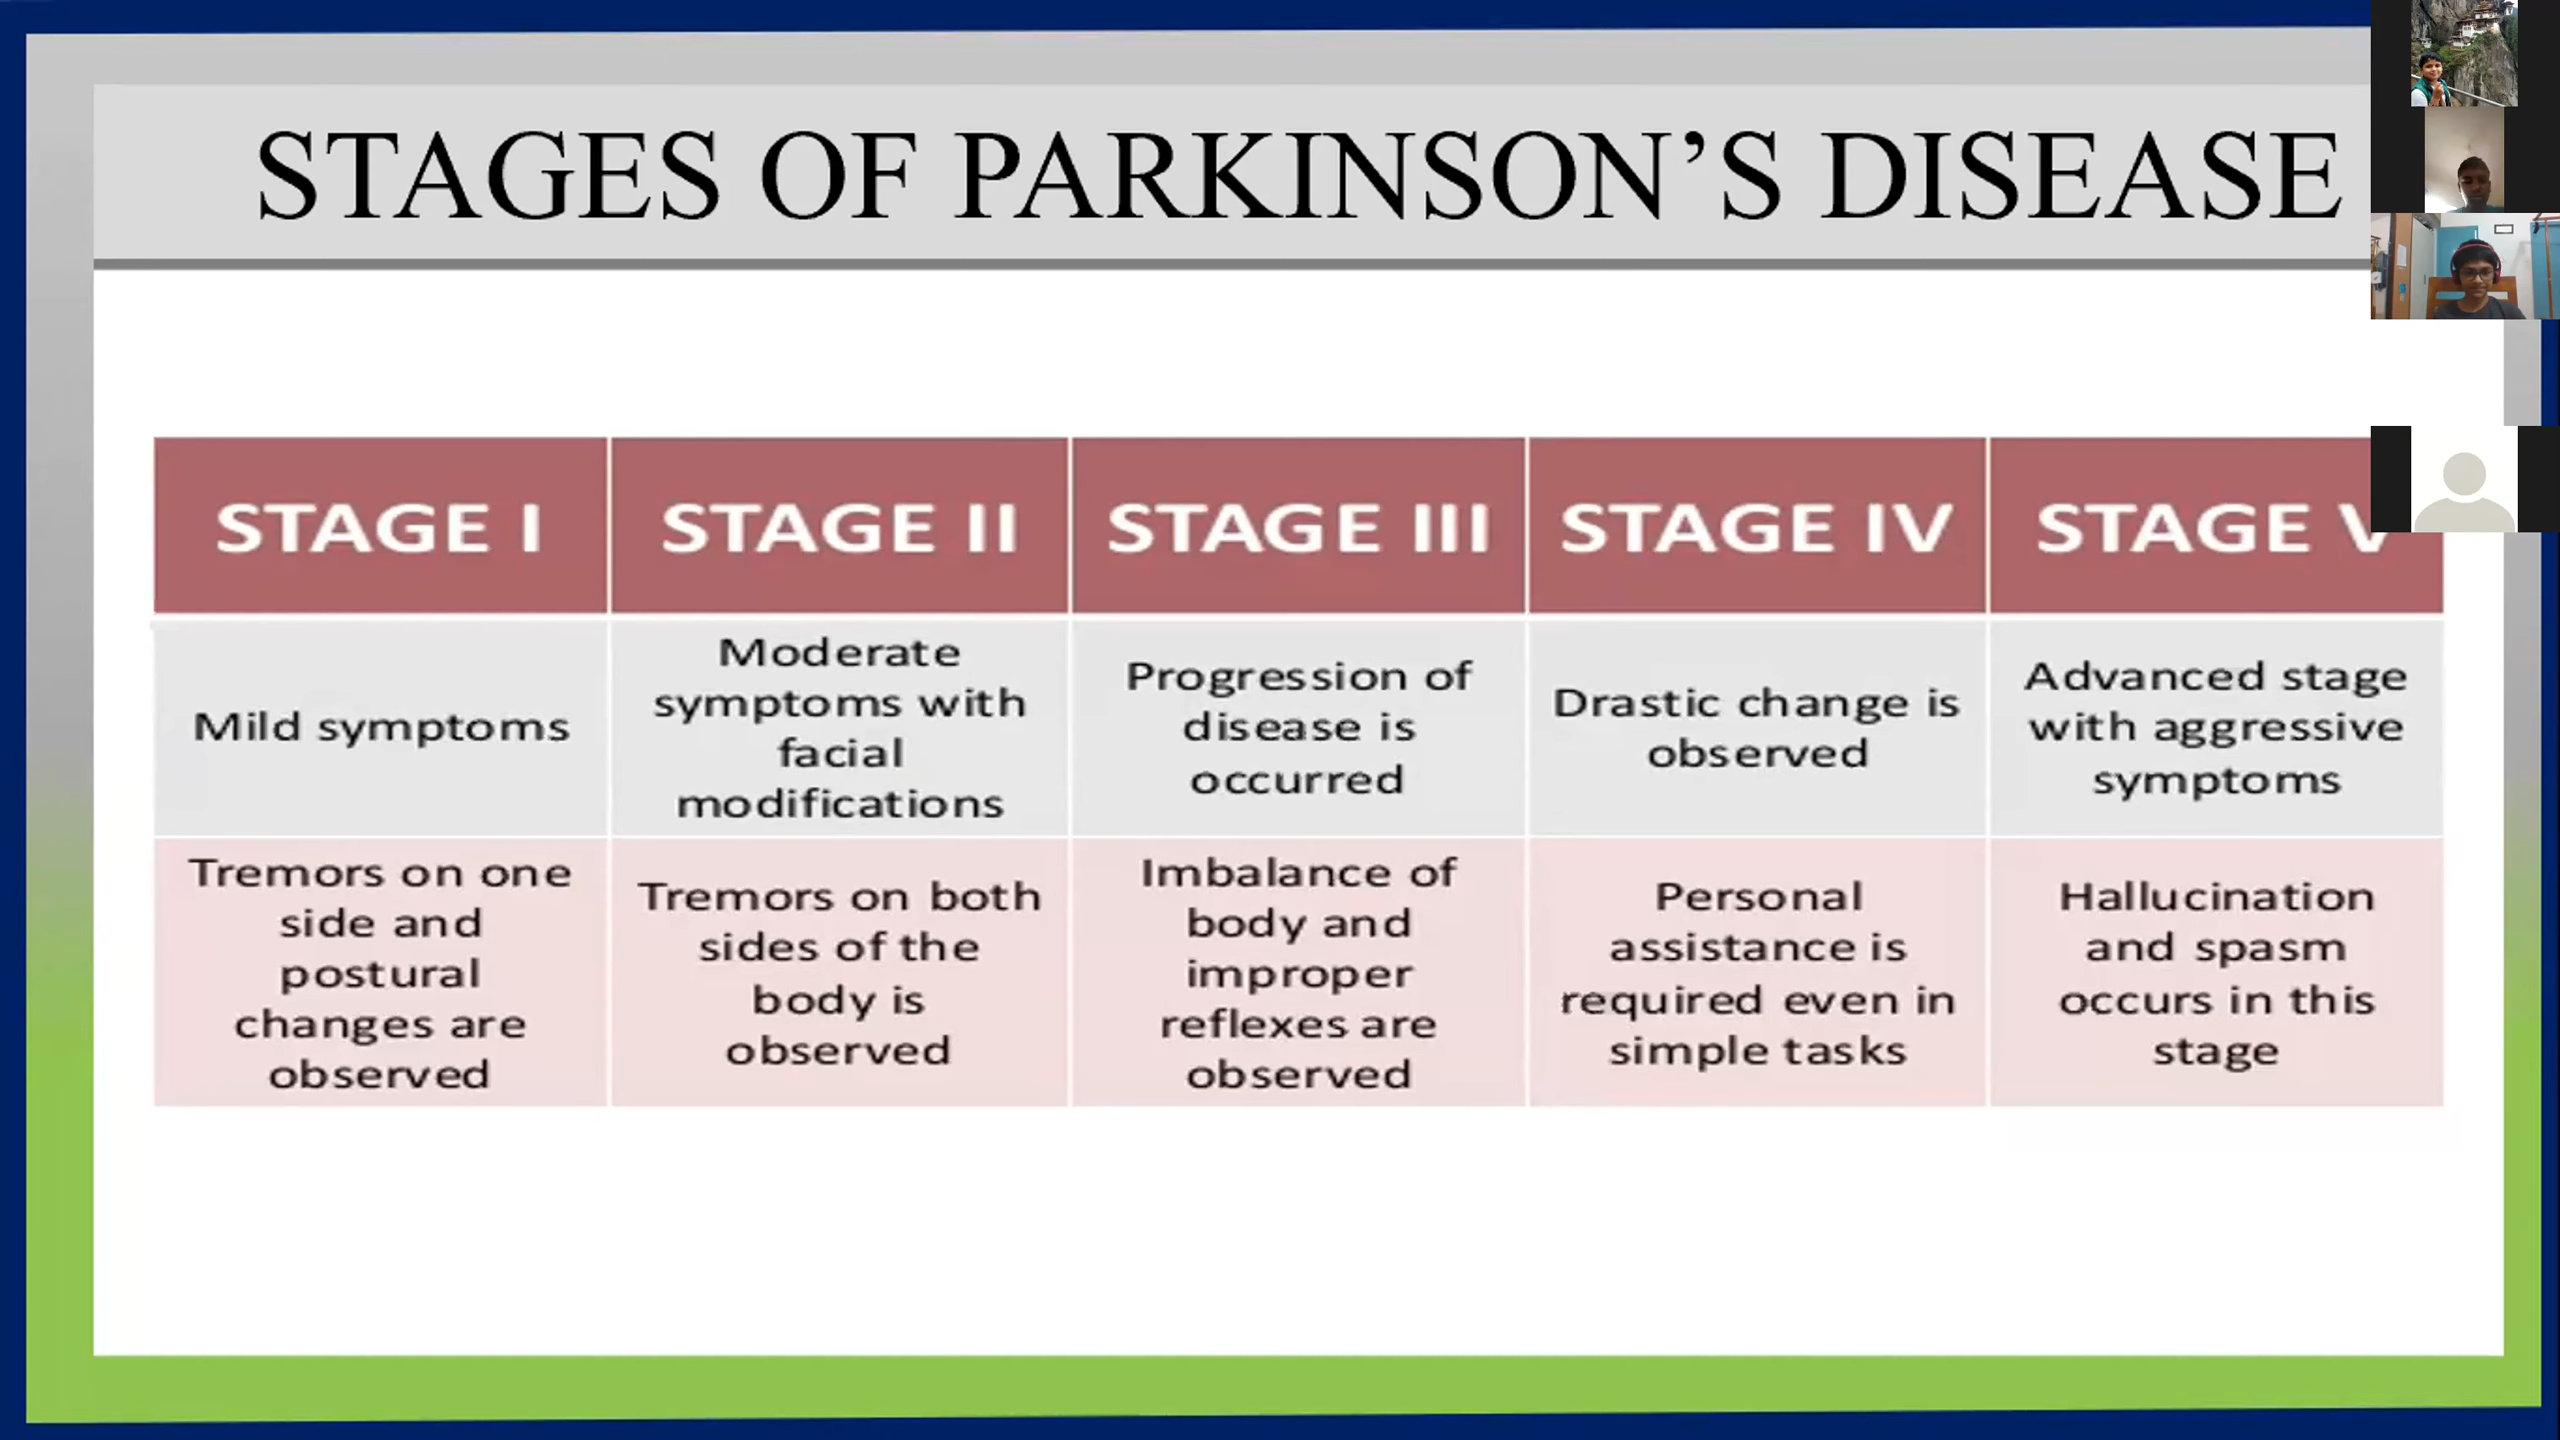 STAGES OF PARKINSON’S DISEASE
STAGE I
STAGE II
STAGE III
STAGE IV
STAGE V
Mild symptoms
Moderate
symptoms with
facial
modifications
Progression of
disease is
occurred
Drastic change is
observed
Advanced stage
with aggressive
symptoms
Tremors on one
side and
postural
changes are
observed
Tremors on both
sides of the
body is
observed
Imbalance of
body and
improper
reflexes are
observed
Personal
assistance is
required even in
simple tasks
Hallucination
and spasm
occurs in this
stage